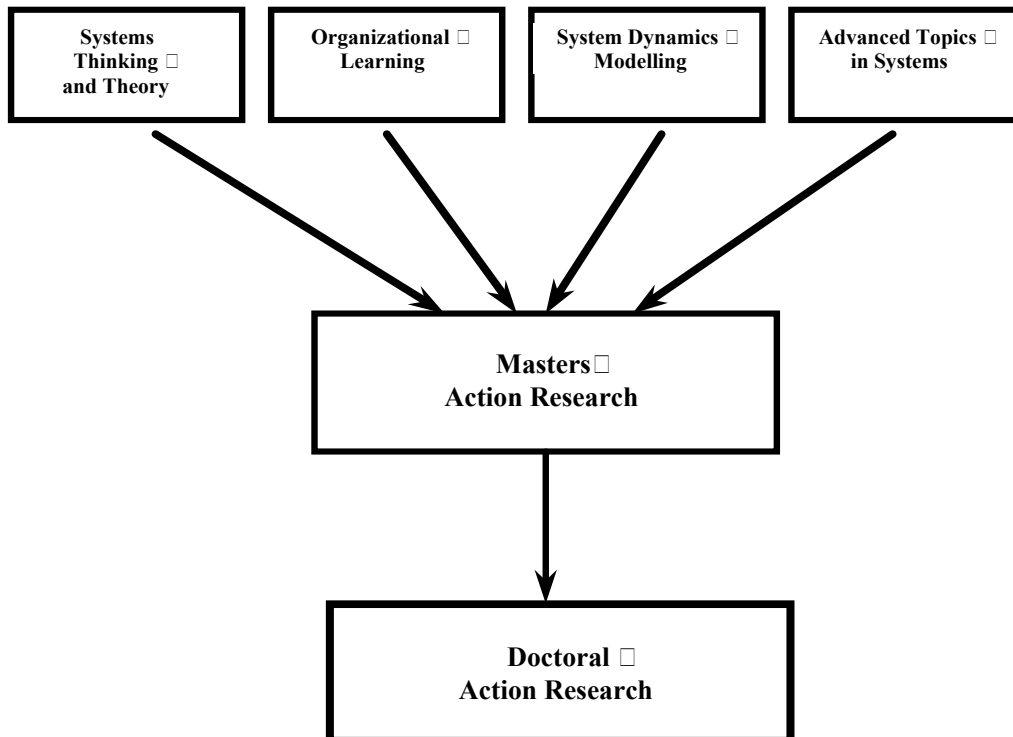 Systems
Thinking □
and Theory
Organizational □
Learning
System Dynamics □
Modelling
Advanced Topics □
in Systems
Masters□
Action Research
Doctoral □
Action Research